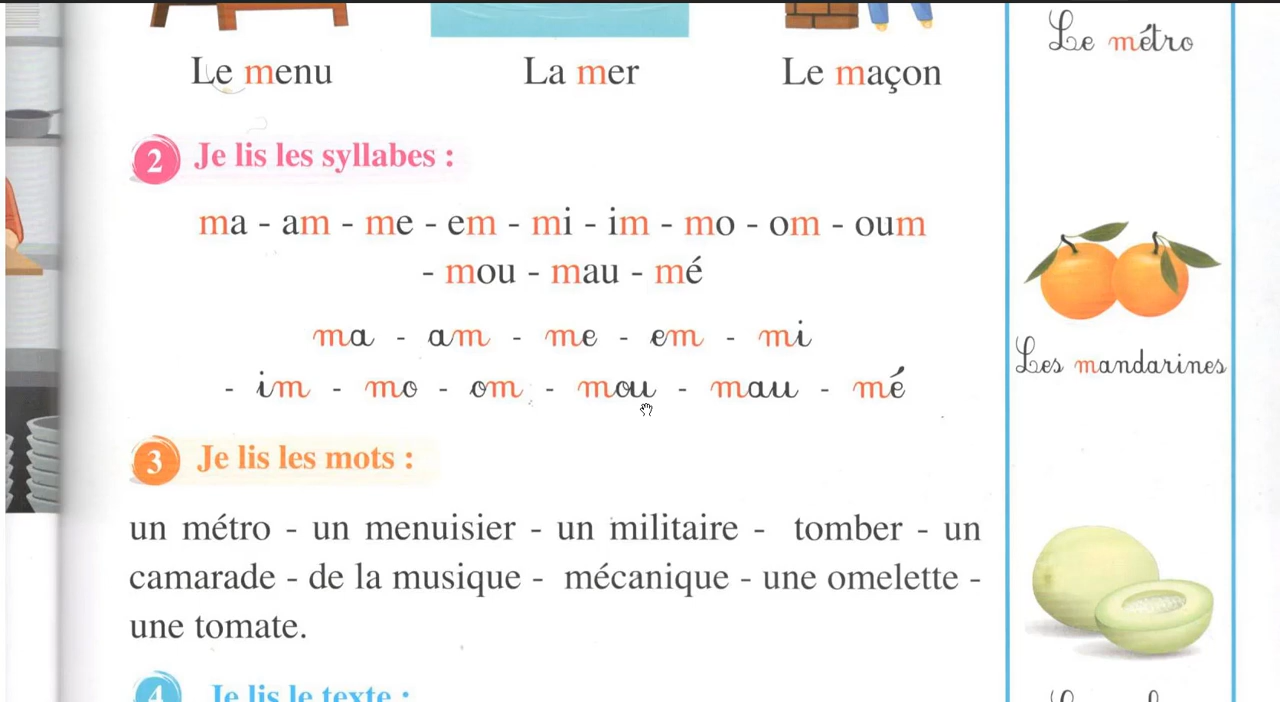 Le menu
La mer
Le maçon
2 Je lis les syllabes :
ma - am - me - em - mi - im - mo - om - oum
- mou - mau - mé
ma - am - me - em - mi
- im - mo - om - mou - mau - mé
3 Je lis les mots :
un métro - un menuisier - un militaire - tomber - un
camarade - de la musique - mécanique - une omelette -
une tomate.
4 Je lis le texte :
Le métro
Les mandarines